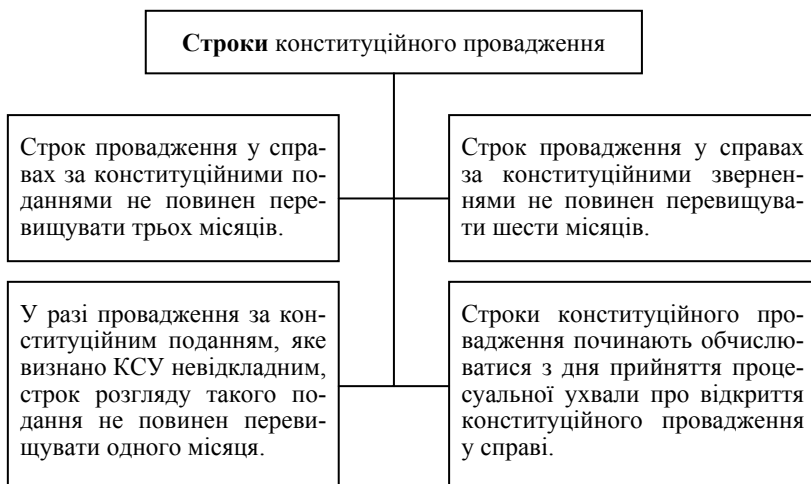 Строки конституційного провадження
Строк провадження у спра-
вах за конституційними по-
даннями не повинен пере-
вищувати трьох місяців.
Строк провадження у справах
за конституційними зверне-
ннями не повинен перевищува-
ти шести місяців.
У разі провадження за кон-
ституційним поданням, яке
визнано КСУ невідкладним,
строк розгляду такого по-
дання не повинен переви-
щувати одного місяця.
Строки конституційного про-
вадження починають обчислю-
ватися з дня прийняття проце-
суальної ухвали про відкриття
конституційного провадження
у справі.